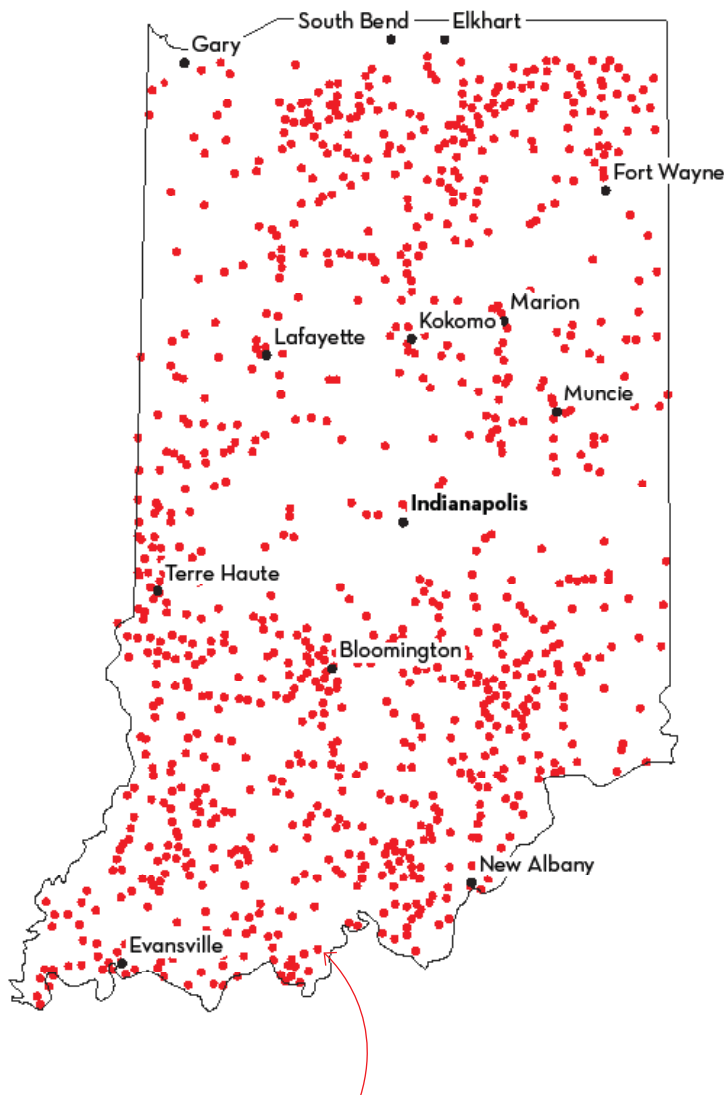 South Bend
Elkhart
Gary
Fort Wayne
Marion
Kokomo
Lafayette
Muncie
Indianapolis
Terre Haute
Bloomington
New Albany
Evansville